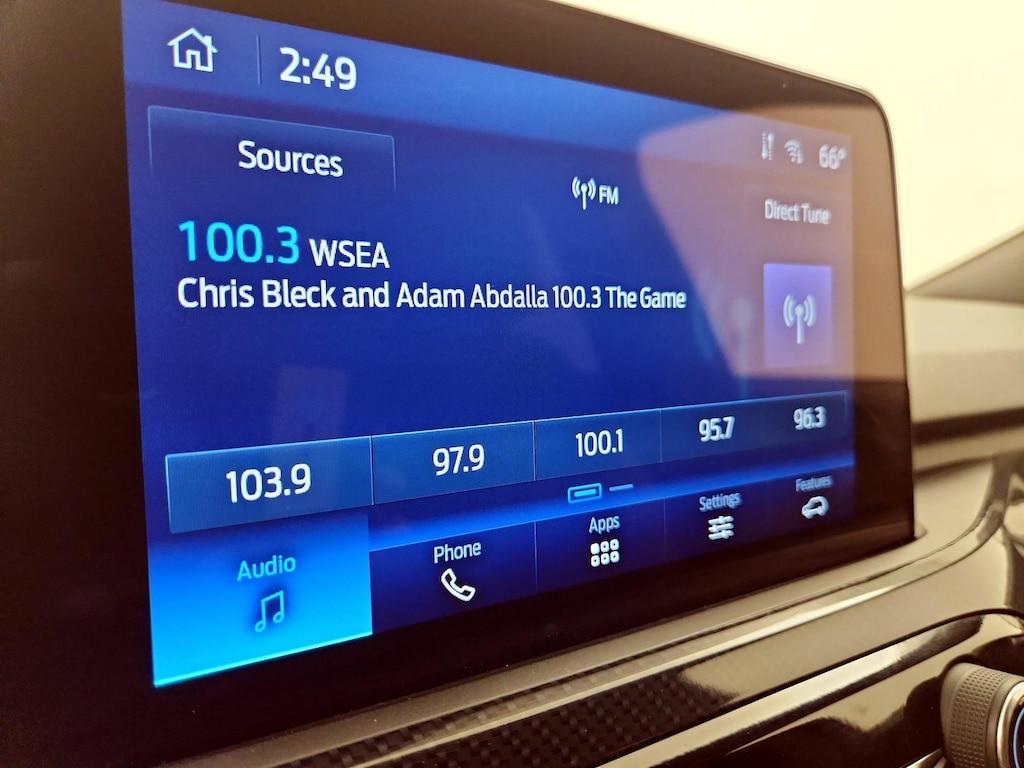 2:49
66°
Sources
FM
Direct Tune
100.3 WSEA
Chris Bleck and Adam Abdalla 100.3 The Game
103.9 97.9 100.1 95.7 96.3
Audio Phone Apps Settings Features